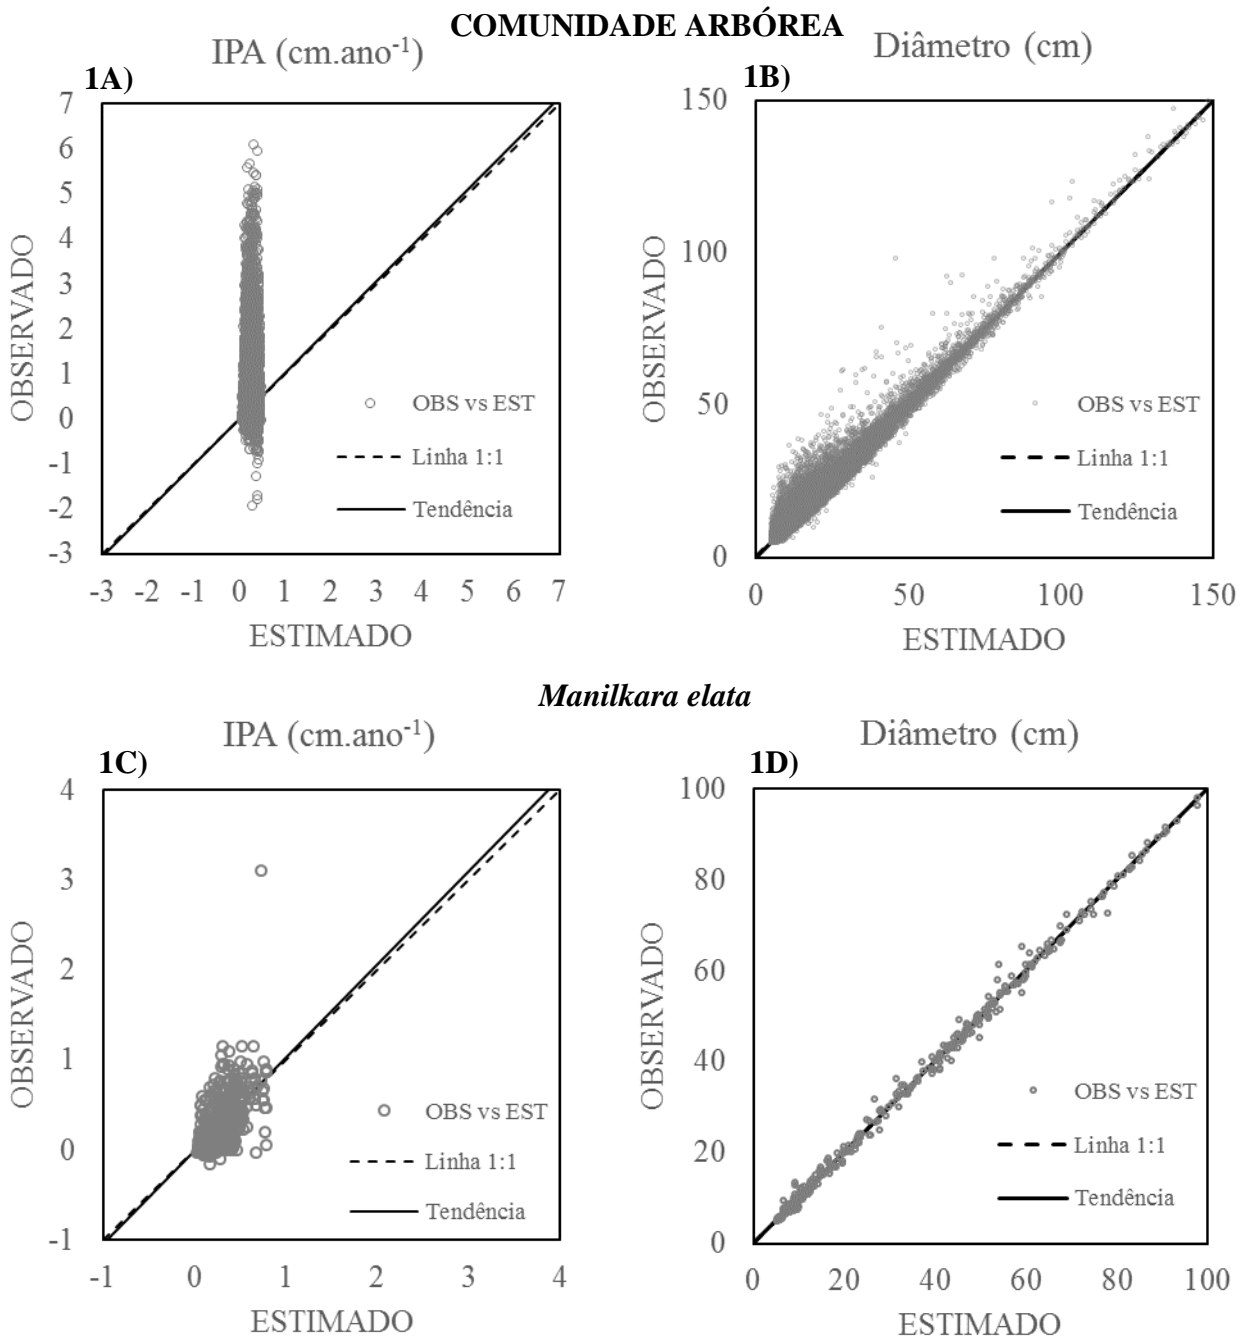 COMUNIDADE ARBÓREA
IPA (cm.ano⁻¹)
1A)
7
6
5
4
3
2
1
0
-1
-2
-3
OBSERVADO
OBS vs EST
Linha 1:1
Tendência
-3 -2 -1 0 1 2 3 4 5 6 7
ESTIMADO
Diâmetro (cm)
1B)
150
100
50
0
OBSERVADO
OBS vs EST
Linha 1:1
Tendência
0 50 100 150
ESTIMADO
Manilkara elata
IPA (cm.ano⁻¹)
1C)
4
3
2
1
0
-1
OBSERVADO
OBS vs EST
Linha 1:1
Tendência
-1 0 1 2 3 4
ESTIMADO
Diâmetro (cm)
1D)
100
80
60
40
20
0
OBSERVADO
OBS vs EST
Linha 1:1
Tendência
0 20 40 60 80 100
ESTIMADO